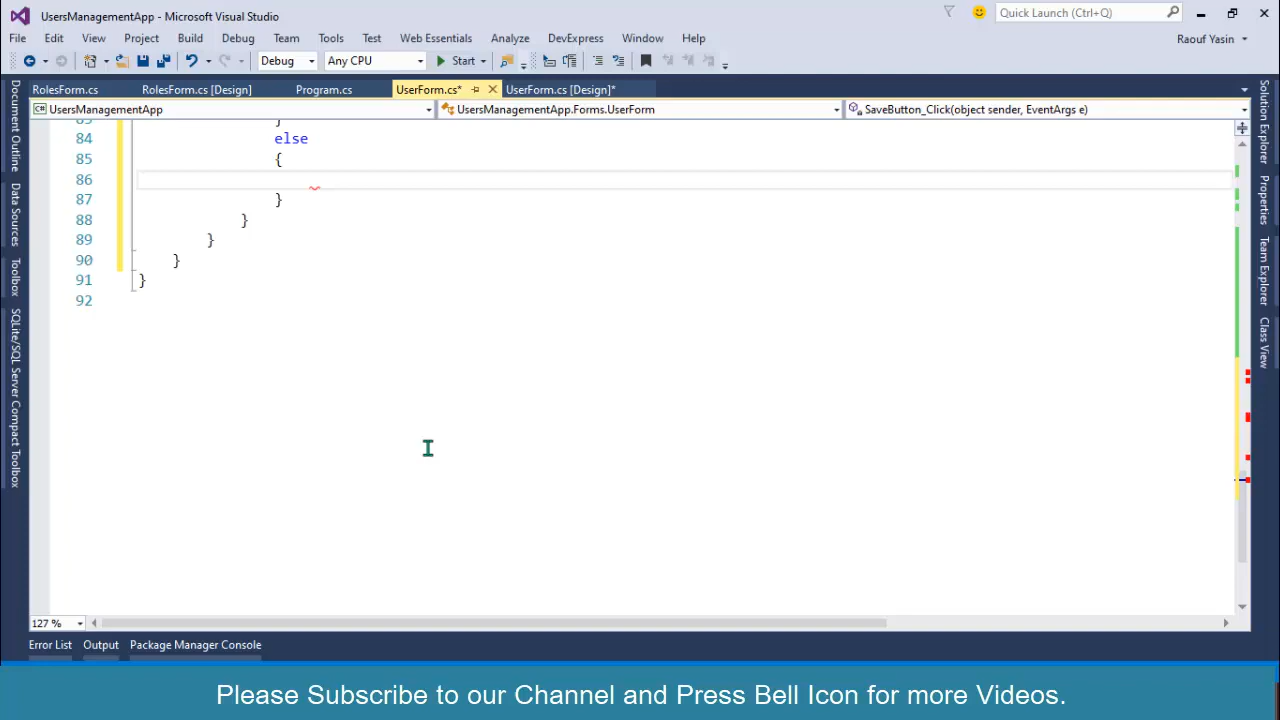 UsersManagementApp - Microsoft Visual Studio
Quick Launch (Ctrl+Q)
File Edit View Project Build Debug Team Tools Test Web Essentials Analyze DevExpress Window Help
Raouf Yasin
Debug Any CPU Start
RolesForm.cs RolesForm.cs [Design] Program.cs UserForm.cs* UserForm.cs [Design]*
UsersManagementApp UsersManagementApp.Forms.UserForm SaveButton_Click(object sender, EventArgs e)
83 }
84 else
85 {
86
87 }
88 }
89 }
90 }
91 }
92
127 %
Document Outline
Data Sources
Toolbox
SQLite/SQL Server Compact Toolbox
Solution Explorer
Properties
Team Explorer
Class View
Error List Output Package Manager Console
Please Subscribe to our Channel and Press Bell Icon for more Videos.